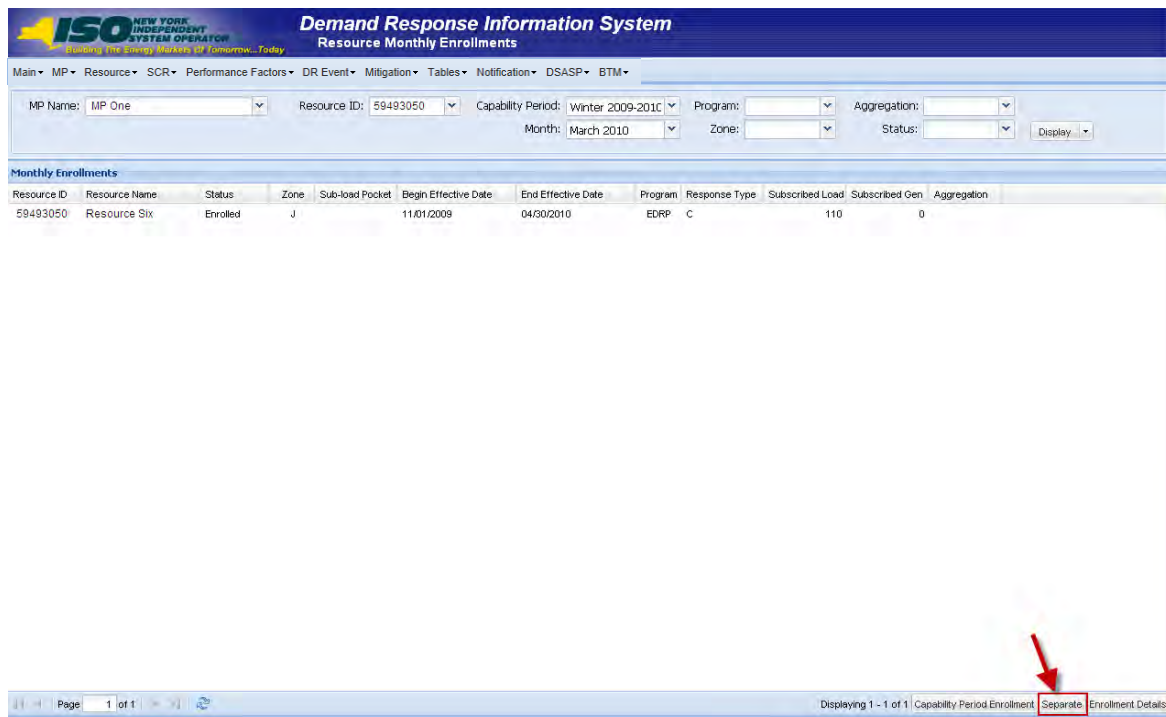 NEW YORK
ISO INDEPENDENT
SYSTEM OPERATOR
Building The Energy Markets Of Tomorrow...Today
Demand Response Information System
Resource Monthly Enrollments
Main MP Resource SCR Performance Factors DR Event Mitigation Tables Notification DSASP BTM
MP Name: MP One Resource ID: 59493050 Capability Period: Winter 2009-2010 Program: Aggregation:
Month: March 2010 Zone: Status: Display
Monthly Enrollments
Resource ID Resource Name Status Zone Sub-load Pocket Begin Effective Date End Effective Date Program Response Type Subscribed Load Subscribed Gen Aggregation
59493050 Resource Six Enrolled J 11/01/2009 04/30/2010 EDRP C 110 0
Page 1 of 1 Displaying 1 - 1 of 1 Capability Period Enrollment Separate Enrollment Details